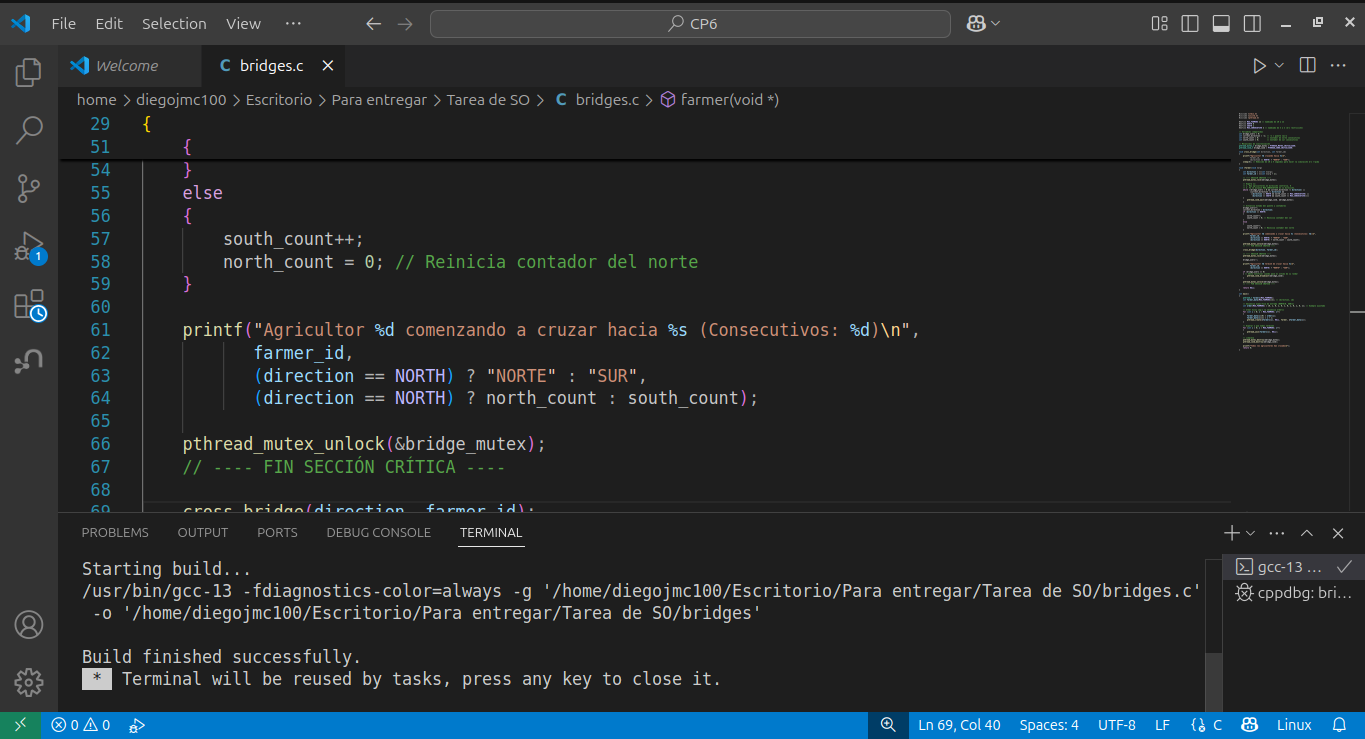 File Edit Selection View ··· CP6
Welcome bridges.c
home > diegojmc100 > Escritorio > Para entregar > Tarea de SO > C bridges.c > farmer(void *)
29 {
51 {
54 }
55 else
56 {
57 south_count++;
58 north_count = 0; // Reinicia contador del norte
59 }
60
61 printf("Agricultor %d comenzando a cruzar hacia %s (Consecutivos: %d)\n",
62 farmer_id,
63 (direction == NORTH) ? "NORTE" : "SUR",
64 (direction == NORTH) ? north_count : south_count);
65
66 pthread_mutex_unlock(&bridge_mutex);
67 // ---- FIN SECCIÓN CRÍTICA ----
68
69 cross_bridge(direction, farmer_id);
1
PROBLEMS OUTPUT PORTS DEBUG CONSOLE TERMINAL
Starting build...
/usr/bin/gcc-13 -fdiagnostics-color=always -g '/home/diegojmc100/Escritorio/Para entregar/Tarea de SO/bridges.c'
-o '/home/diegojmc100/Escritorio/Para entregar/Tarea de SO/bridges'
Build finished successfully.
* Terminal will be reused by tasks, press any key to close it.
gcc-13 ...
cppdbg: bri...
0 0 Ln 69, Col 40 Spaces: 4 UTF-8 LF {} C Linux